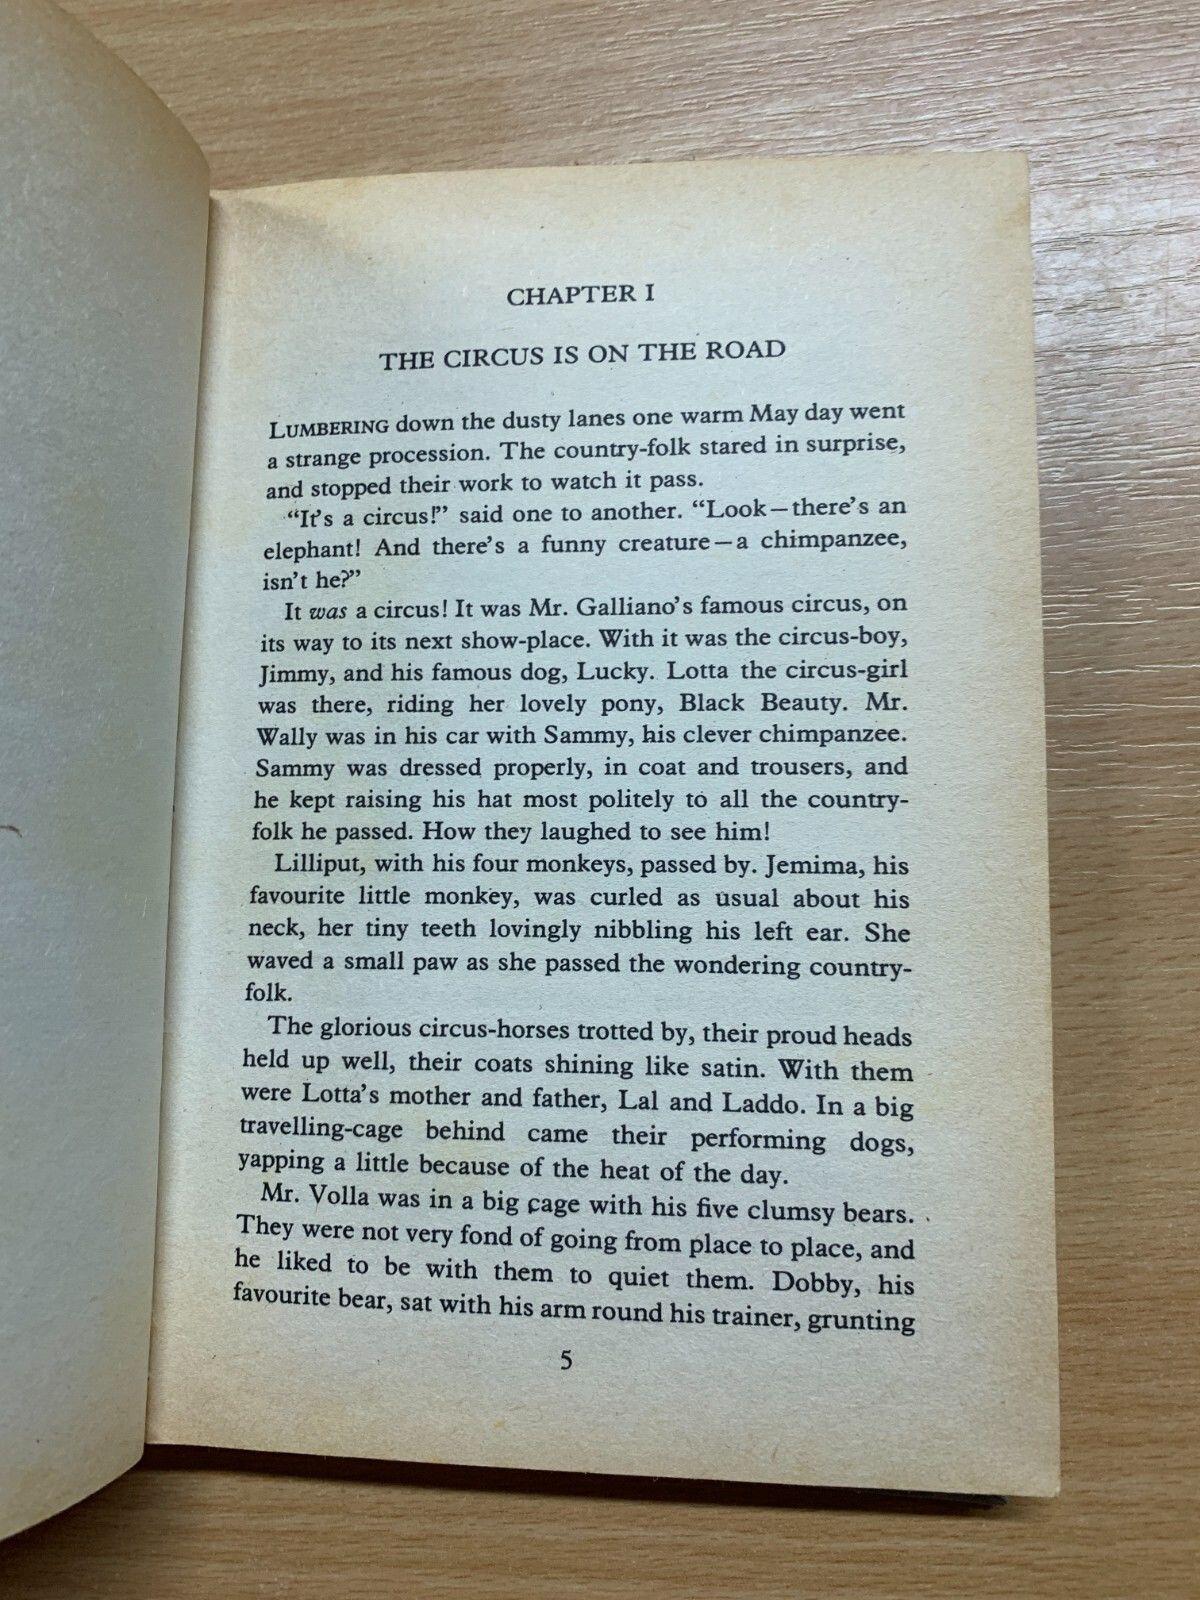 CHAPTER I
THE CIRCUS IS ON THE ROAD
LUMBERING down the dusty lanes one warm May day went
a strange procession. The country-folk stared in surprise,
and stopped their work to watch it pass.
“It’s a circus!” said one to another. “Look—there’s an
elephant! And there’s a funny creature—a chimpanzee,
isn’t he?”
It was a circus! It was Mr. Galliano’s famous circus, on
its way to its next show-place. With it was the circus-boy,
Jimmy, and his famous dog, Lucky. Lotta the circus-girl
was there, riding her lovely pony, Black Beauty. Mr.
Wally was in his car with Sammy, his clever chimpanzee.
Sammy was dressed properly, in coat and trousers, and
he kept raising his hat most politely to all the country-
folk he passed. How they laughed to see him!
Lilliput, with his four monkeys, passed by. Jemima, his
favourite little monkey, was curled as usual about his
neck, her tiny teeth lovingly nibbling his left ear. She
waved a small paw as she passed the wondering country-
folk.
The glorious circus-horses trotted by, their proud heads
held up well, their coats shining like satin. With them
were Lotta’s mother and father, Lal and Laddo. In a big
travelling-cage behind came their performing dogs,
yapping a little because of the heat of the day.
Mr. Volla was in a big cage with his five clumsy bears.
They were not very fond of going from place to place, and
he liked to be with them to quiet them. Dobby, his
favourite bear, sat with his arm round his trainer, grunting
5